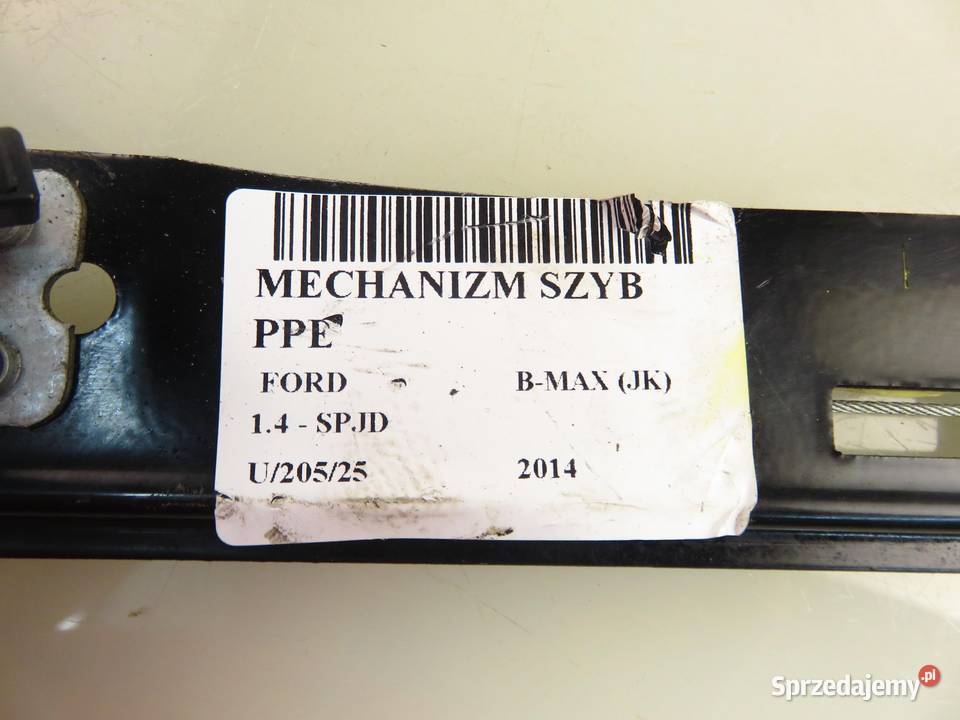 MECHANIZM SZYB
PPE
FORD B-MAX (JK)
1.4 - SPJD
U/205/25 2014
Sprzedajemy.pl